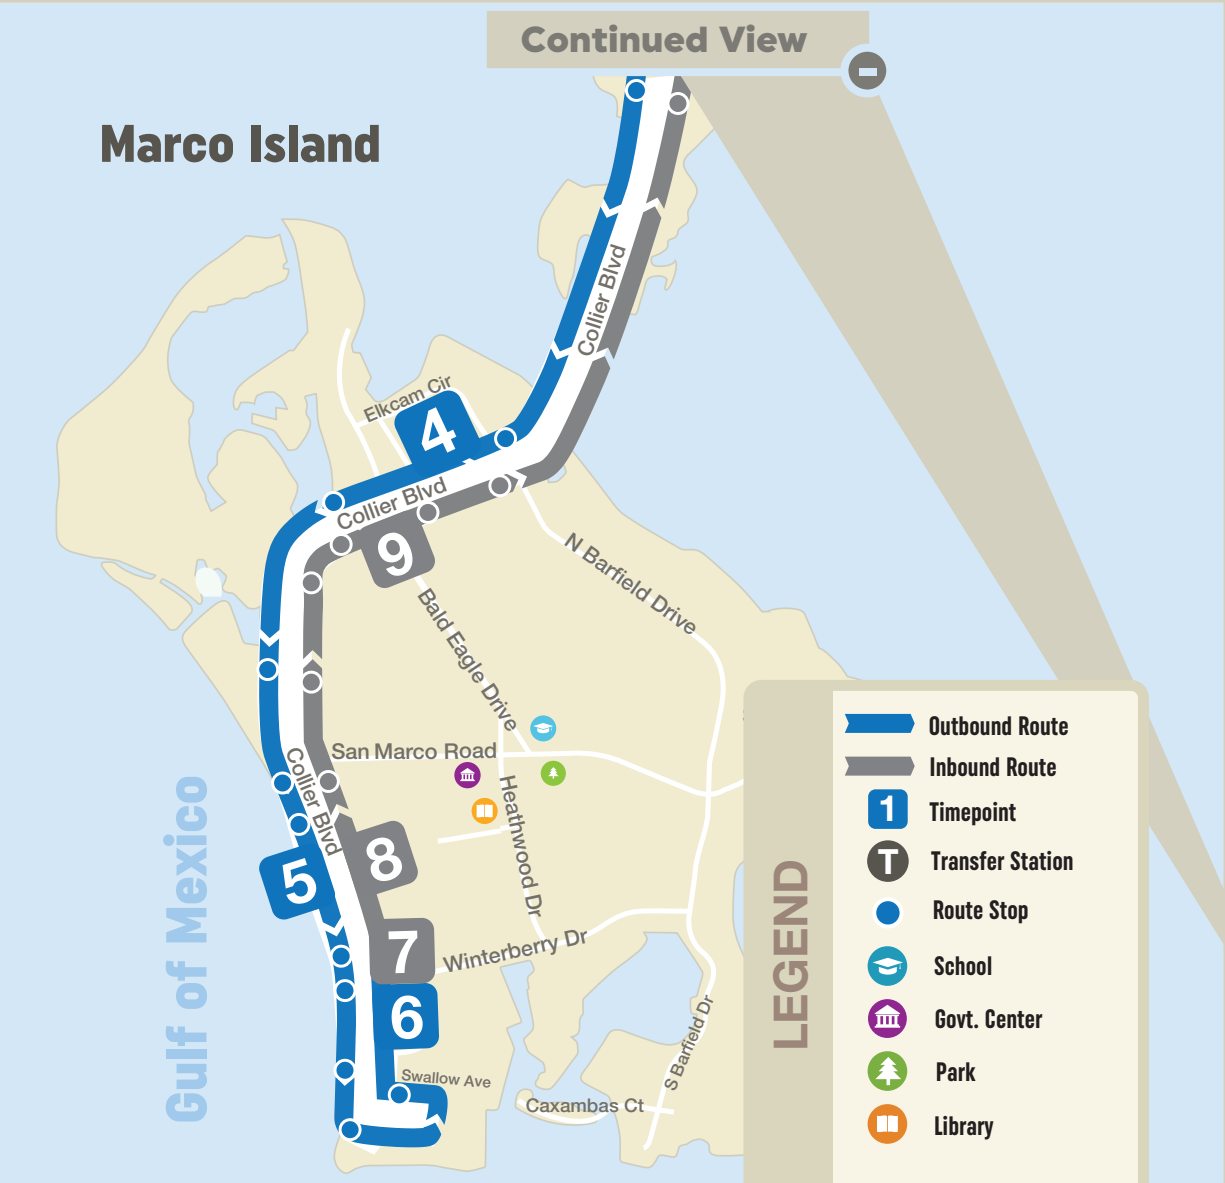 Continued View
Marco Island
Collier Blvd
Elkcam Cir
4
Collier Blvd
9
N Barfield Drive
Bald Eagle Drive
San Marco Road
Collier Blvd
Heathwood Dr
8
5
7
Winterberry Dr
6
Swallow Ave
Caxambas Ct
S Barfield Dr
Gulf of Mexico
LEGEND
Outbound Route
Inbound Route
1 Timepoint
T Transfer Station
Route Stop
School
Govt. Center
Park
Library